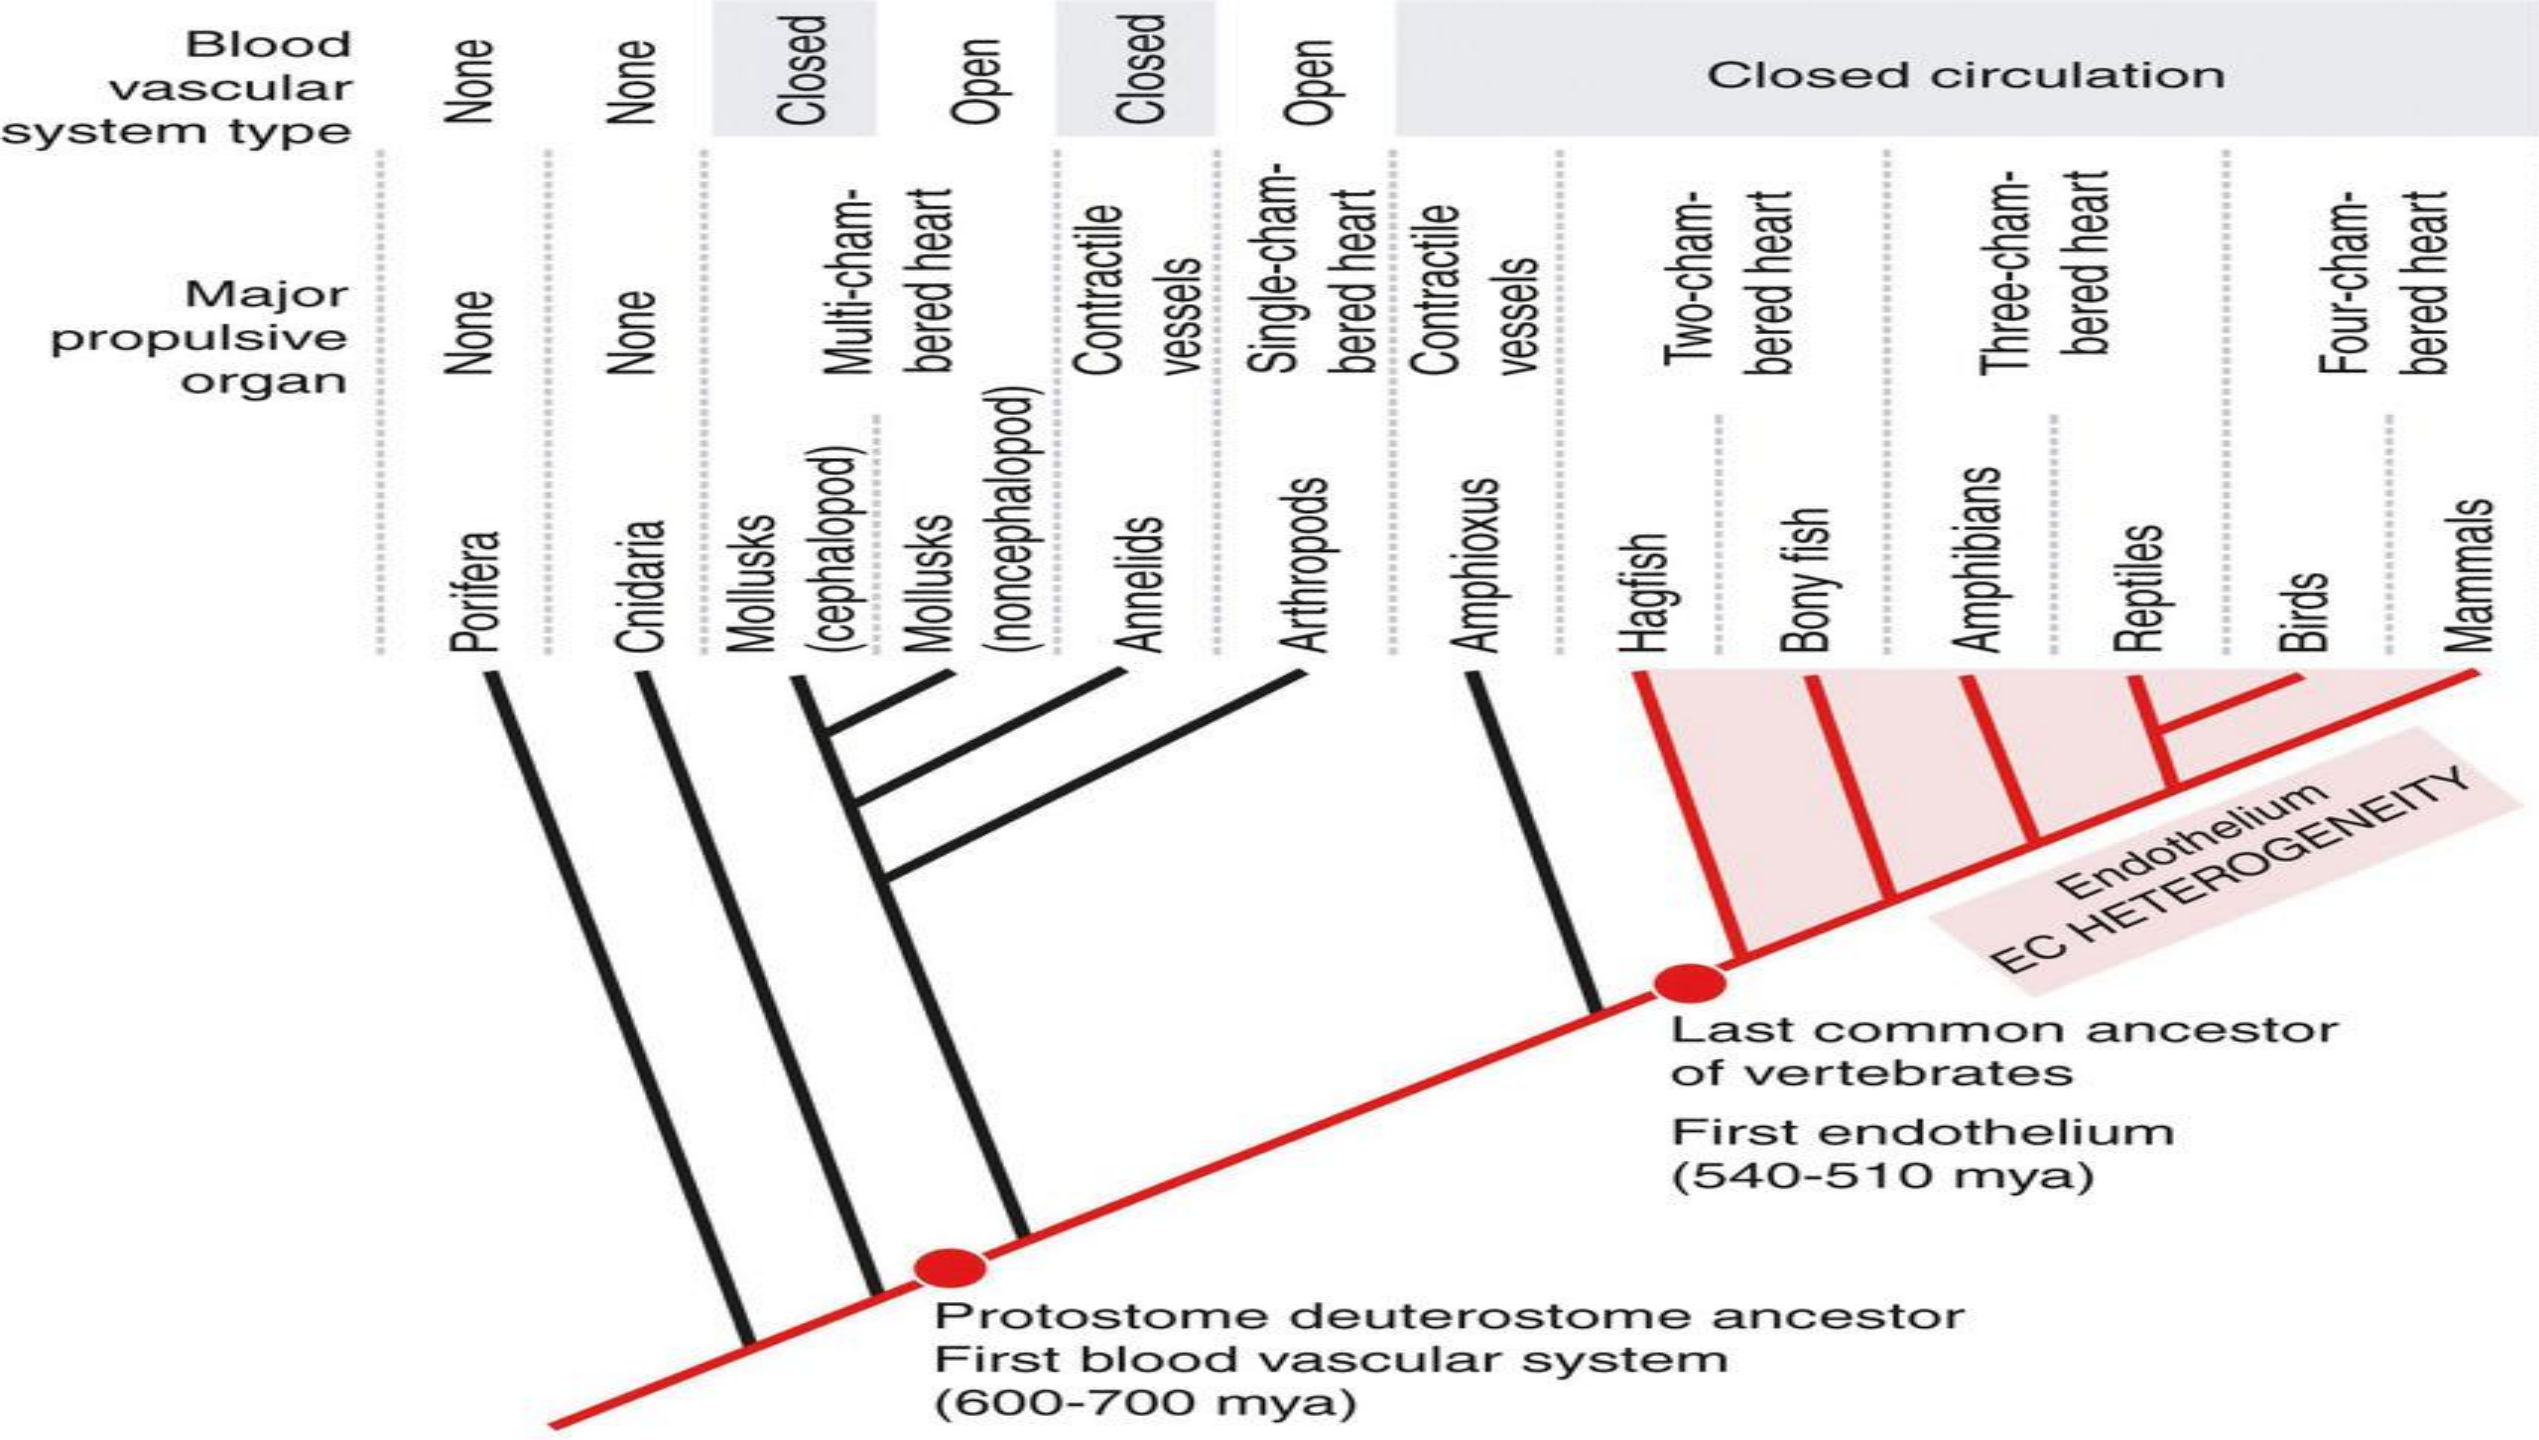 Blood
vascular
system type
None
None
Closed
Open
Closed
Open
Closed circulation
Major
propulsive
organ
None
None
Multi-cham-
bered heart
Contractile
vessels
Single-cham-
bered heart
Contractile
vessels
Two-cham-
bered heart
Three-cham-
bered heart
Four-cham-
bered heart
Porifera
Cnidaria
Mollusks
(cephalopod)
Mollusks
(noncephalopod)
Annelids
Arthropods
Amphioxus
Hagfish
Bony fish
Amphibians
Reptiles
Birds
Mammals
Endothelium
EC HETEROGENEITY
Last common ancestor
of vertebrates
First endothelium
(540-510 mya)
Protostome deuterostome ancestor
First blood vascular system
(600-700 mya)